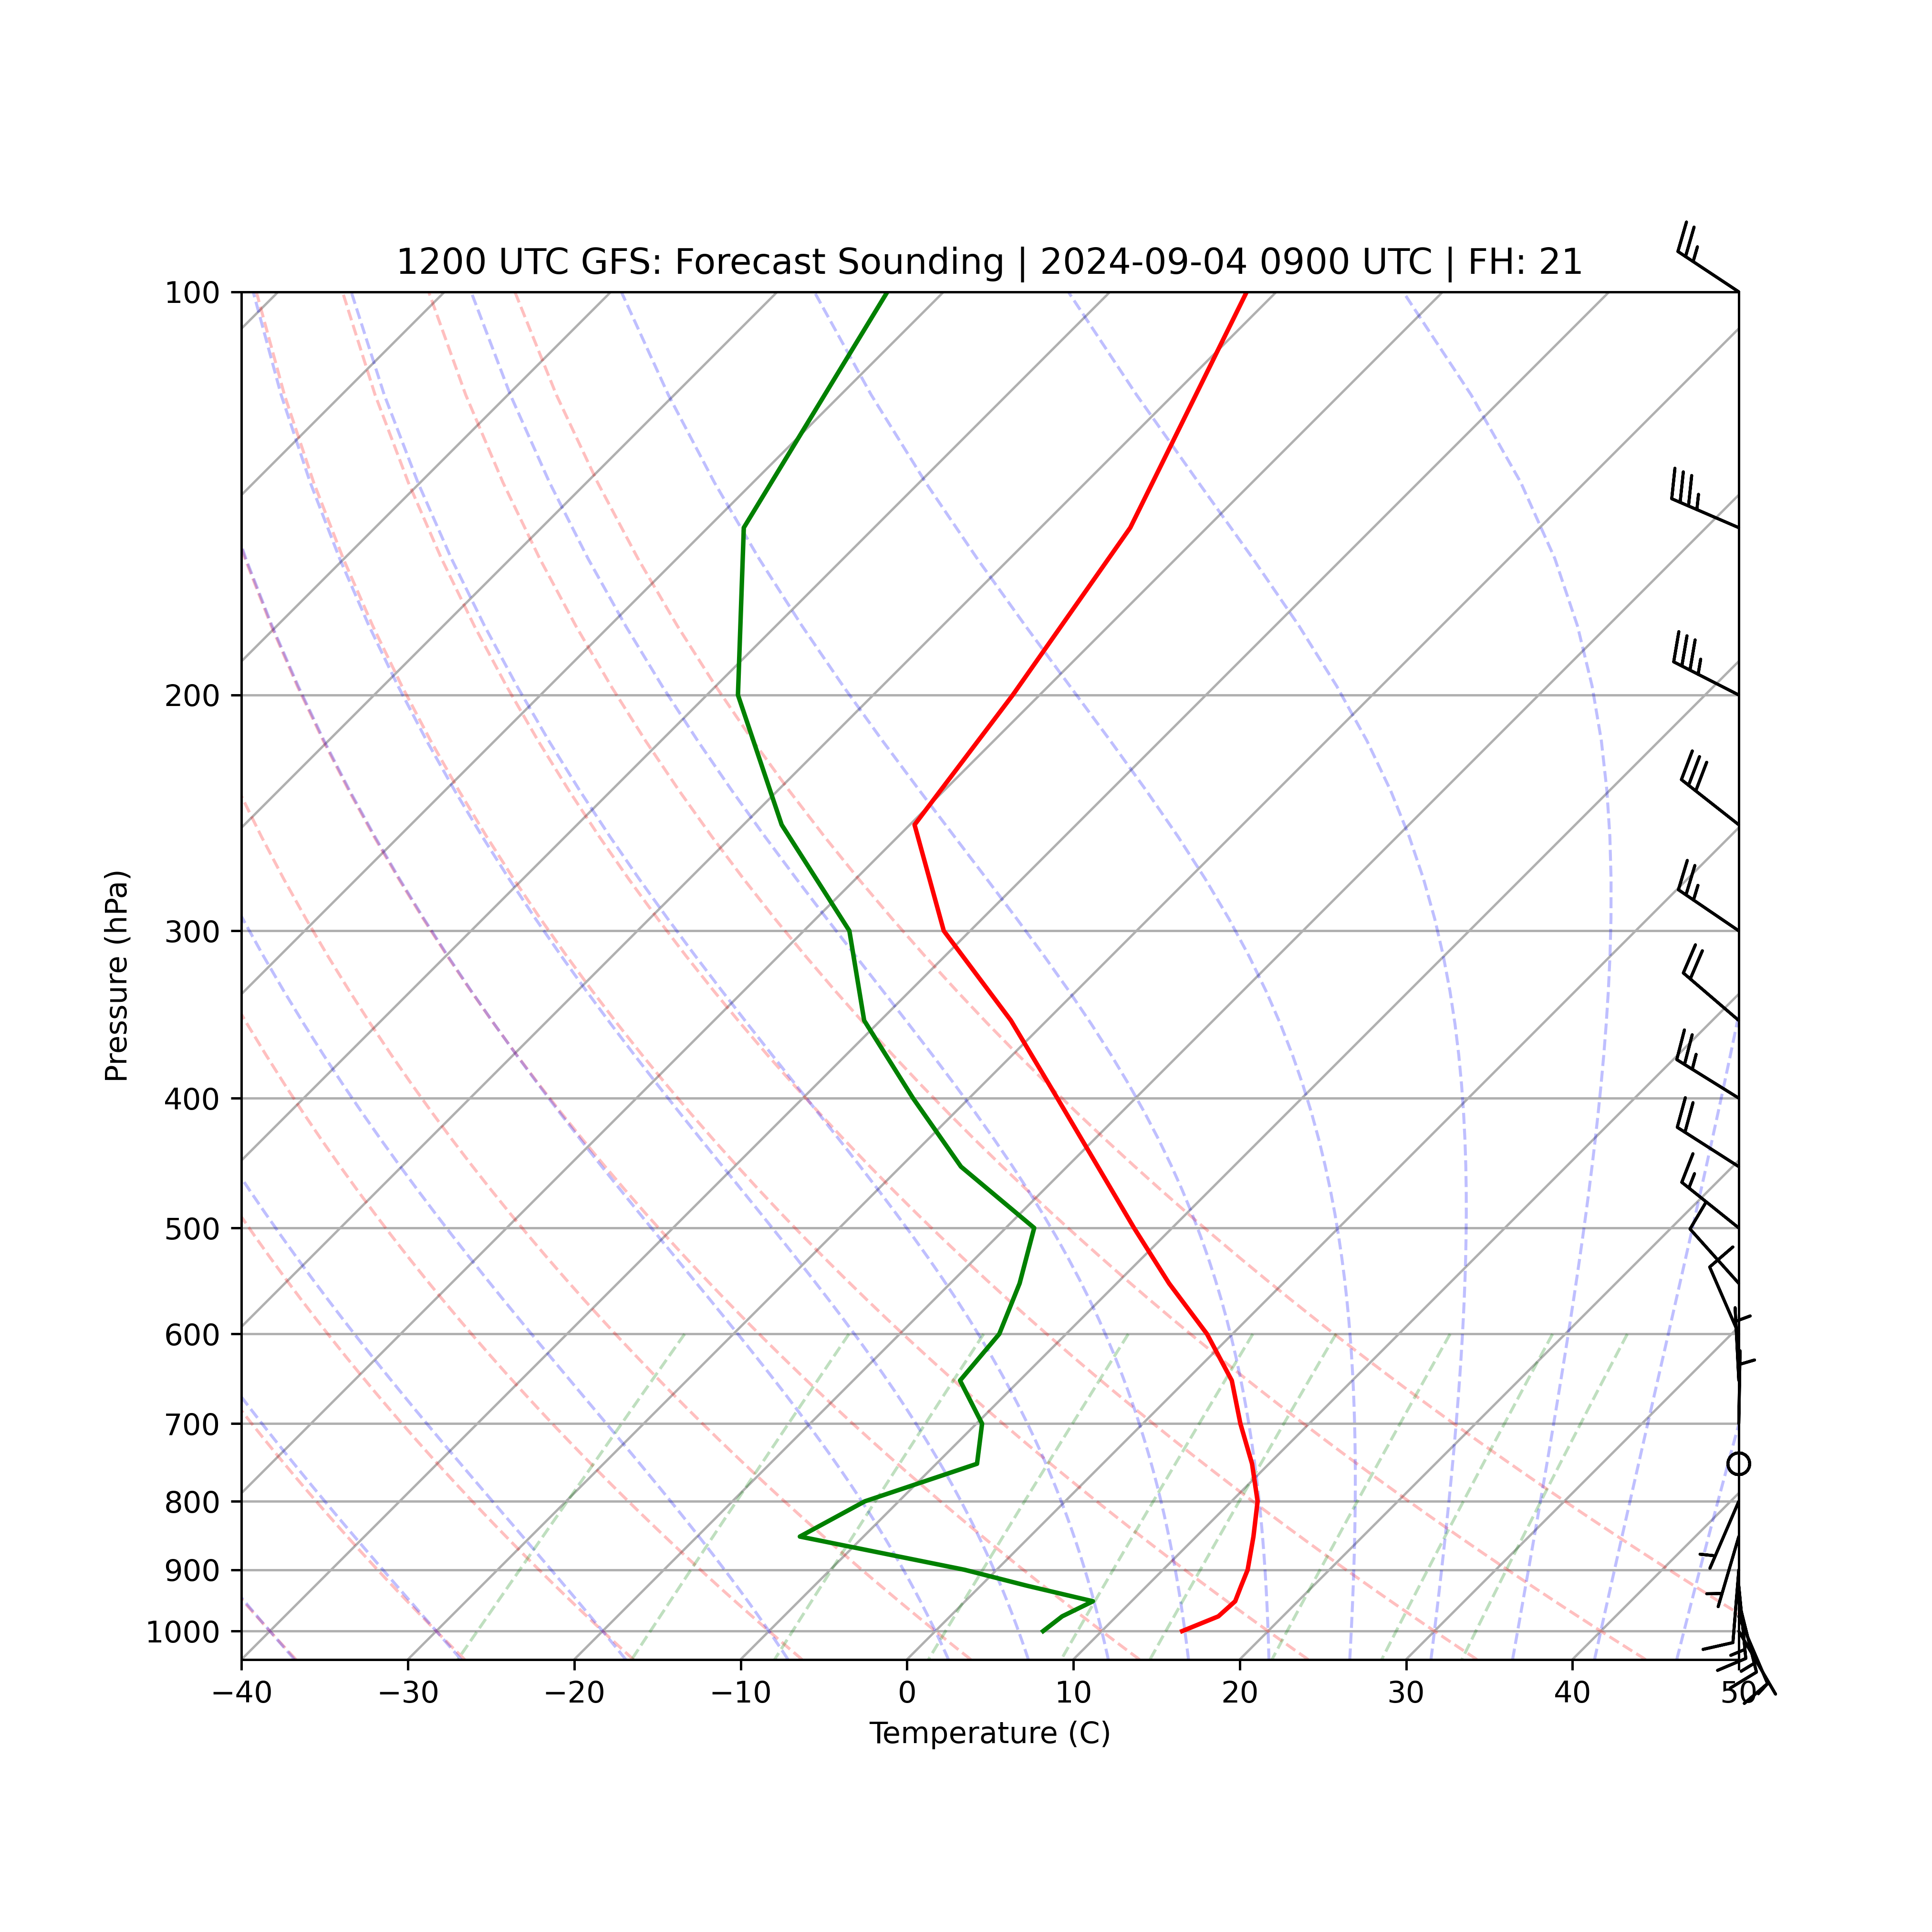 1200 UTC GFS: Forecast Sounding | 2024-09-04 0900 UTC | FH: 21
100
200
300
400
500
600
700
800
900
1000
Pressure (hPa)
−40 −30 −20 −10 0 10 20 30 40 50
Temperature (C)